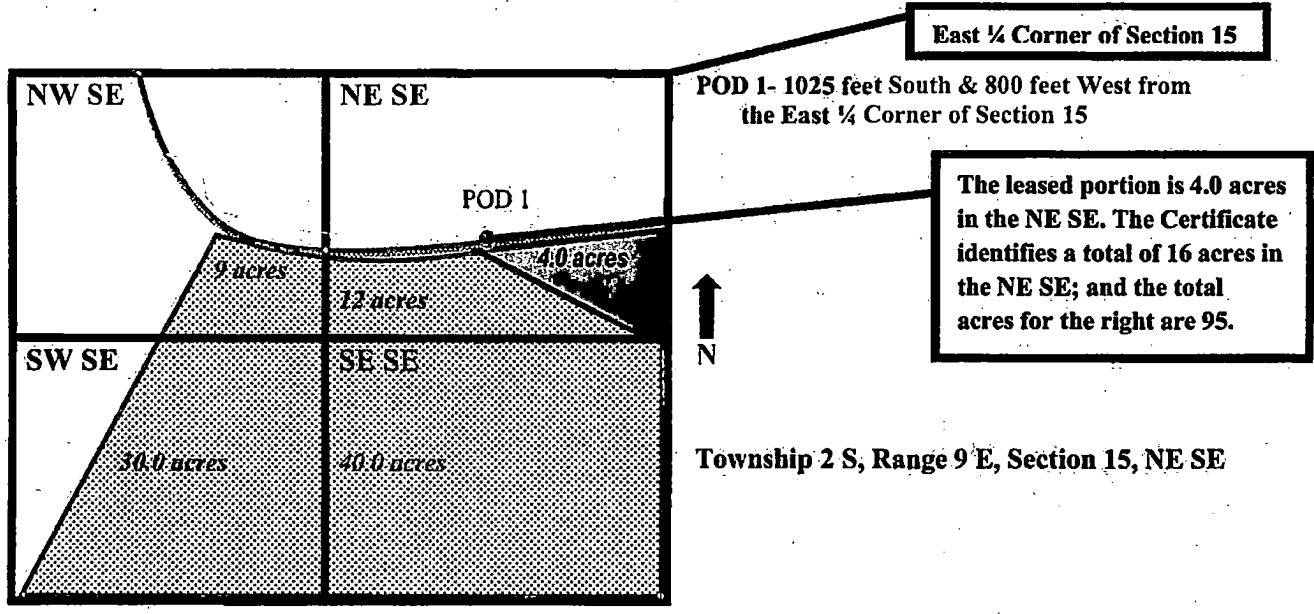 East ¼ Corner of Section 15
NW SE
NE SE
POD 1- 1025 feet South & 800 feet West from
the East ¼ Corner of Section 15
POD 1
The leased portion is 4.0 acres
in the NE SE. The Certificate
identifies a total of 16 acres in
the NE SE; and the total
acres for the right are 95.
4.0 acres
9 acres
12 acres
N
SW SE
SE SE
30.0 acres
40.0 acres
Township 2 S, Range 9 E, Section 15, NE SE